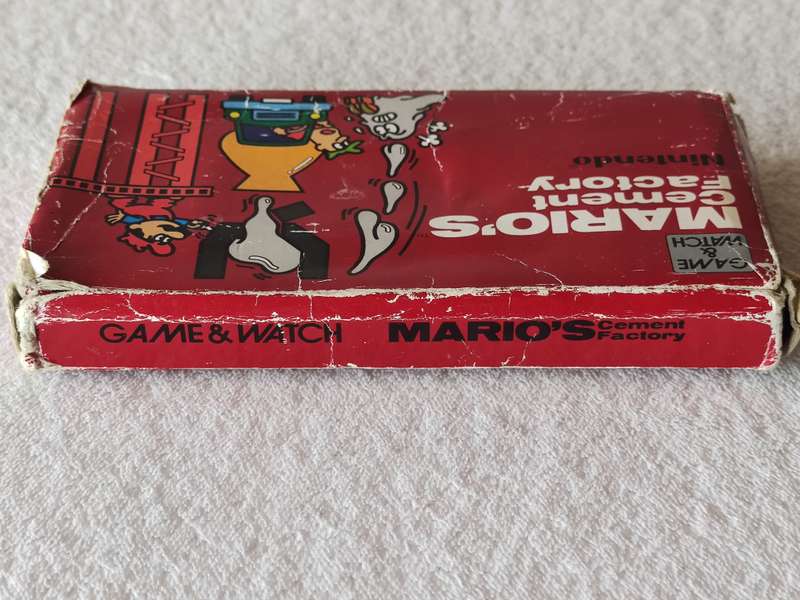 GAME
&
WATCH
MARIO'S
Cement
Factory
Nintendo
GAME & WATCH MARIO'S Cement
Factory